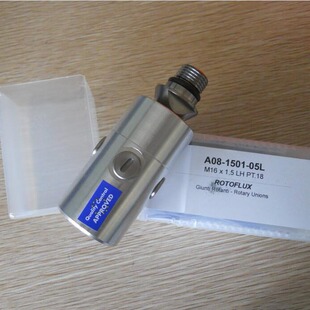 A08-1501-05L
M16 x 1.5 LH PT.18
ROTOFLUX
Giunti Rotanti - Rotary Unions
Quality Control
APPROVED